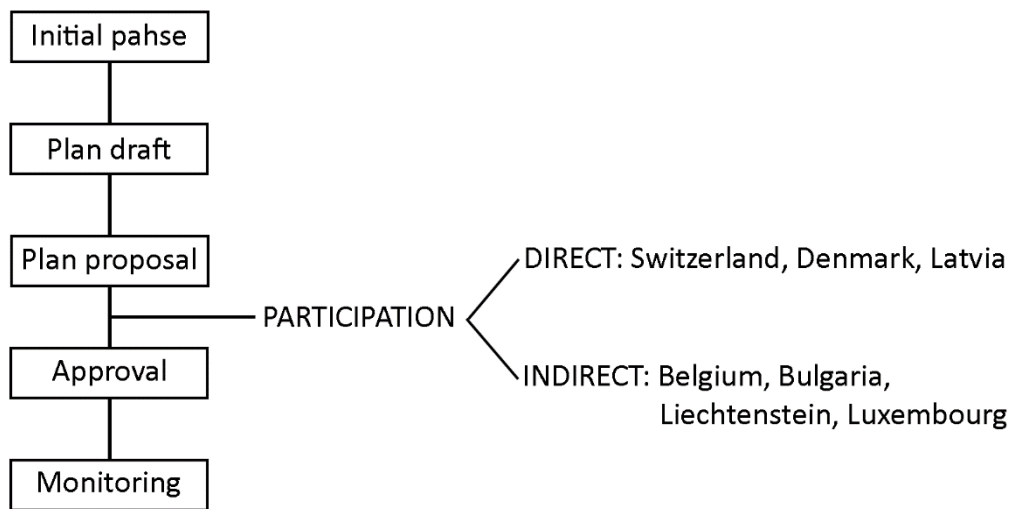 Initial pahse
Plan draft
Plan proposal
DIRECT: Switzerland, Denmark, Latvia
PARTICIPATION
Approval
INDIRECT: Belgium, Bulgaria,
Liechtenstein, Luxembourg
Monitoring